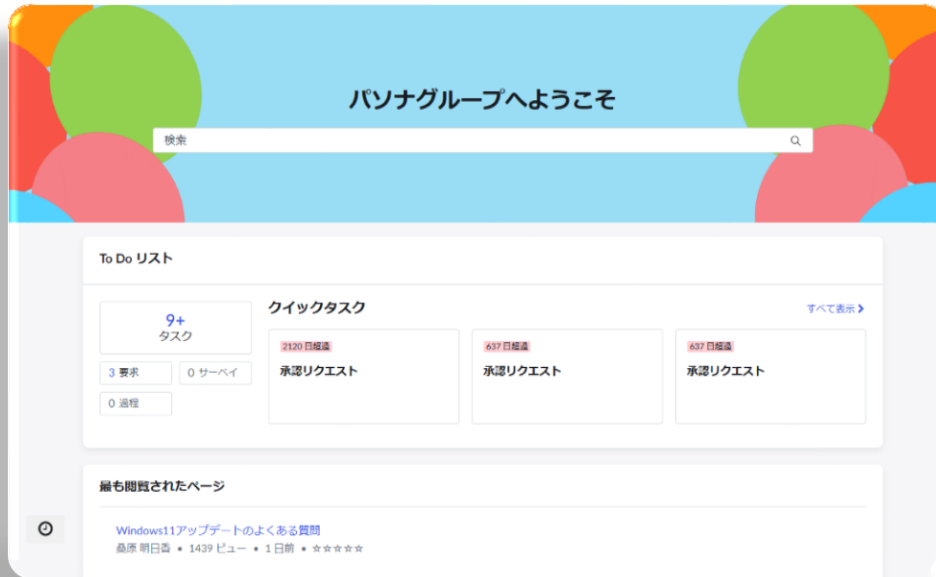 パソナグループへようこそ
検索
To Do リスト
9+
タスク
3 要求
0 サーベイ
0 過程
クイックタスク
すべて表示
2120 日超過
承認リクエスト
637 日超過
承認リクエスト
637 日超過
承認リクエスト
最も閲覧されたページ
Windows11アップデートのよくある質問
桑原 明日香 • 1439 ビュー • 1 日前 • ☆☆☆☆☆